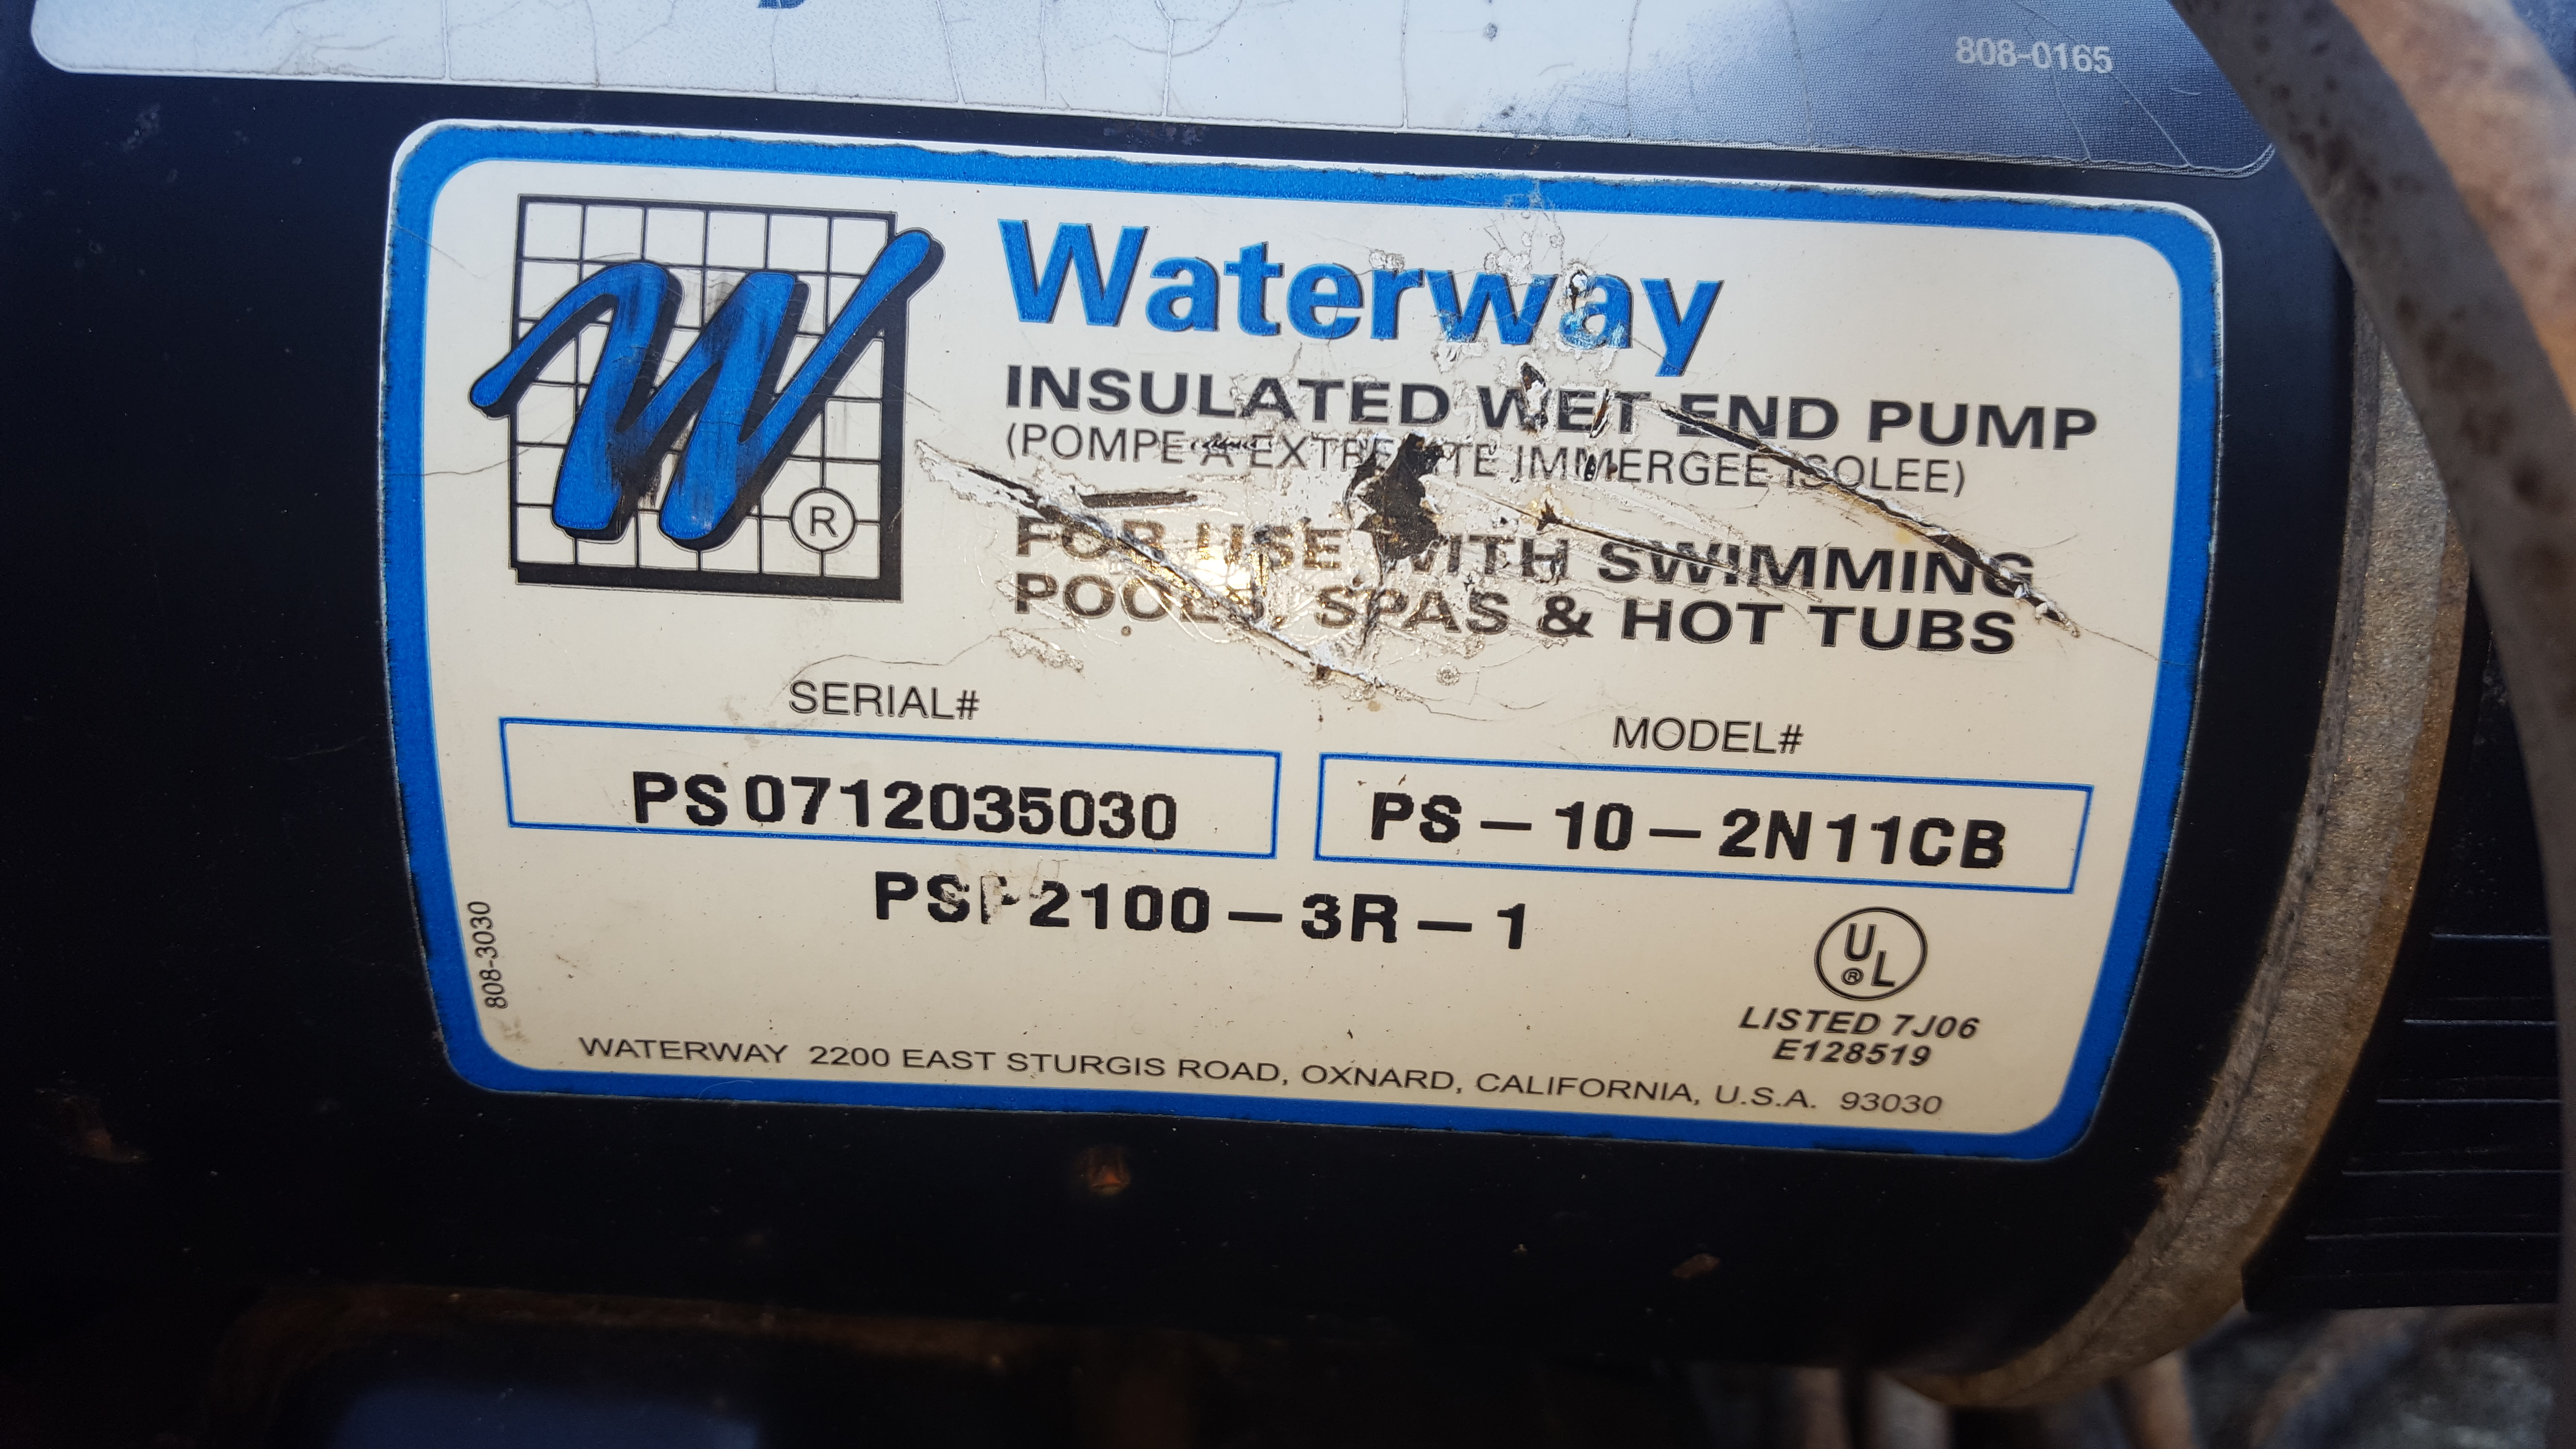 808-0165
W
®
Waterway
INSULATED WET END PUMP
(POMPE A EXTREMITE IMMERGEE ISOLEE)
FOR USE WITH SWIMMING
POOLS, SPAS & HOT TUBS
SERIAL#
MODEL#
PS0712035030
PS-10-2N11CB
2100-3R-1
UL
®
LISTED 7J06
E128519
808-3030
WATERWAY 2200 EAST STURGIS ROAD, OXNARD, CALIFORNIA, U.S.A. 93030